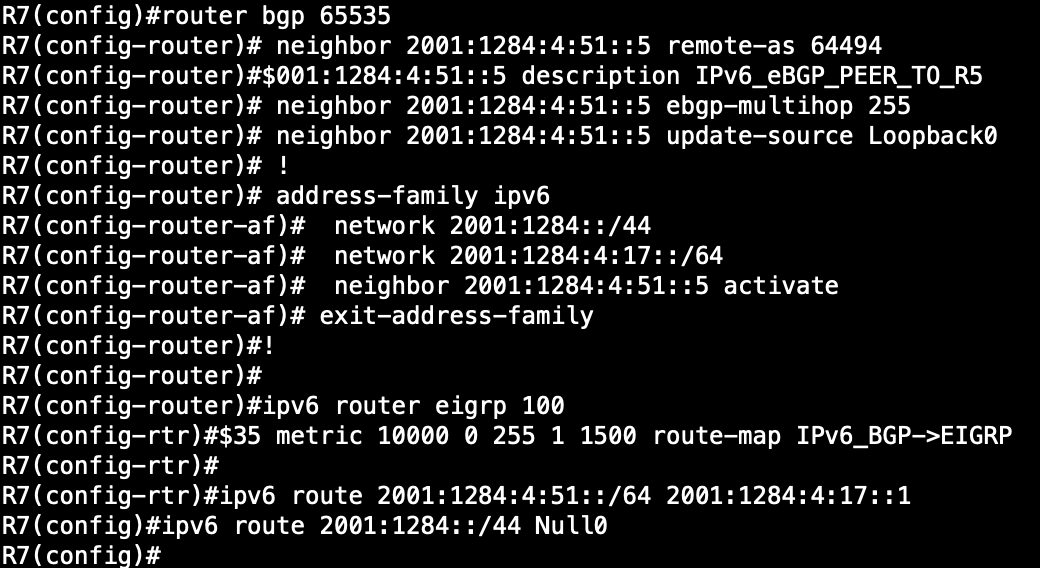 R7(config)#router bgp 65535
R7(config-router)# neighbor 2001:1284:4:51::5 remote-as 64494
R7(config-router)#$001:1284:4:51::5 description IPv6_eBGP_PEER_TO_R5
R7(config-router)# neighbor 2001:1284:4:51::5 ebgp-multihop 255
R7(config-router)# neighbor 2001:1284:4:51::5 update-source Loopback0
R7(config-router)# !
R7(config-router)# address-family ipv6
R7(config-router-af)#  network 2001:1284::/44
R7(config-router-af)#  network 2001:1284:4:17::/64
R7(config-router-af)#  neighbor 2001:1284:4:51::5 activate
R7(config-router-af)# exit-address-family
R7(config-router)#!
R7(config-router)#
R7(config-router)#ipv6 router eigrp 100
R7(config-rtr)#$35 metric 10000 0 255 1 1500 route-map IPv6_BGP->EIGRP
R7(config-rtr)#
R7(config-rtr)#ipv6 route 2001:1284:4:51::/64 2001:1284:4:17::1
R7(config)#ipv6 route 2001:1284::/44 Null0
R7(config)#